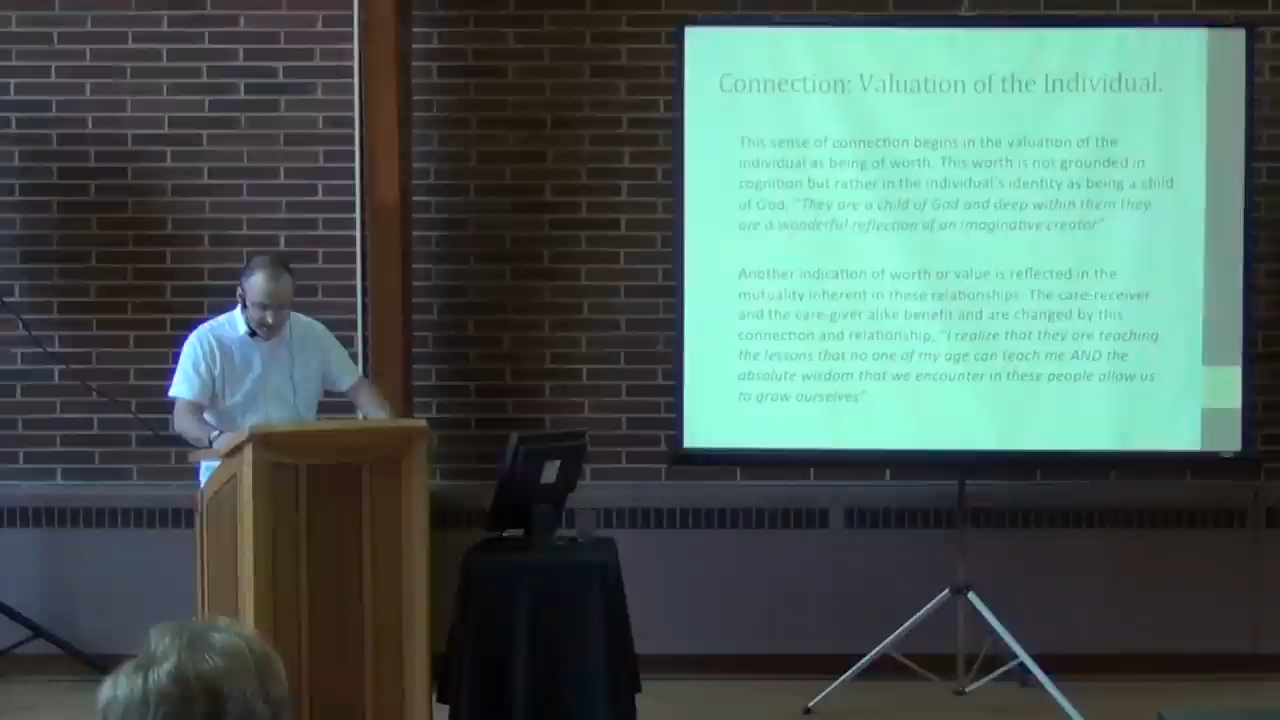 Connection: Valuation of the Individual.
This sense of connection begins in the valuation of the
individual as being of worth. This worth is not grounded in
cognition but rather in the individual's identity as being a child
of God, "They are a child of God and deep within them they
are a wonderful reflection of an imaginative creator"
Another indication of worth or value is reflected in the
mutuality inherent in these relationships. The care-receiver
and the care-giver alike benefit and are changed by this
connection and relationship, "I realize that they are teaching
the lessons that no one of my age can teach me AND the
absolute wisdom that we encounter in these people allow us
to grow ourselves"